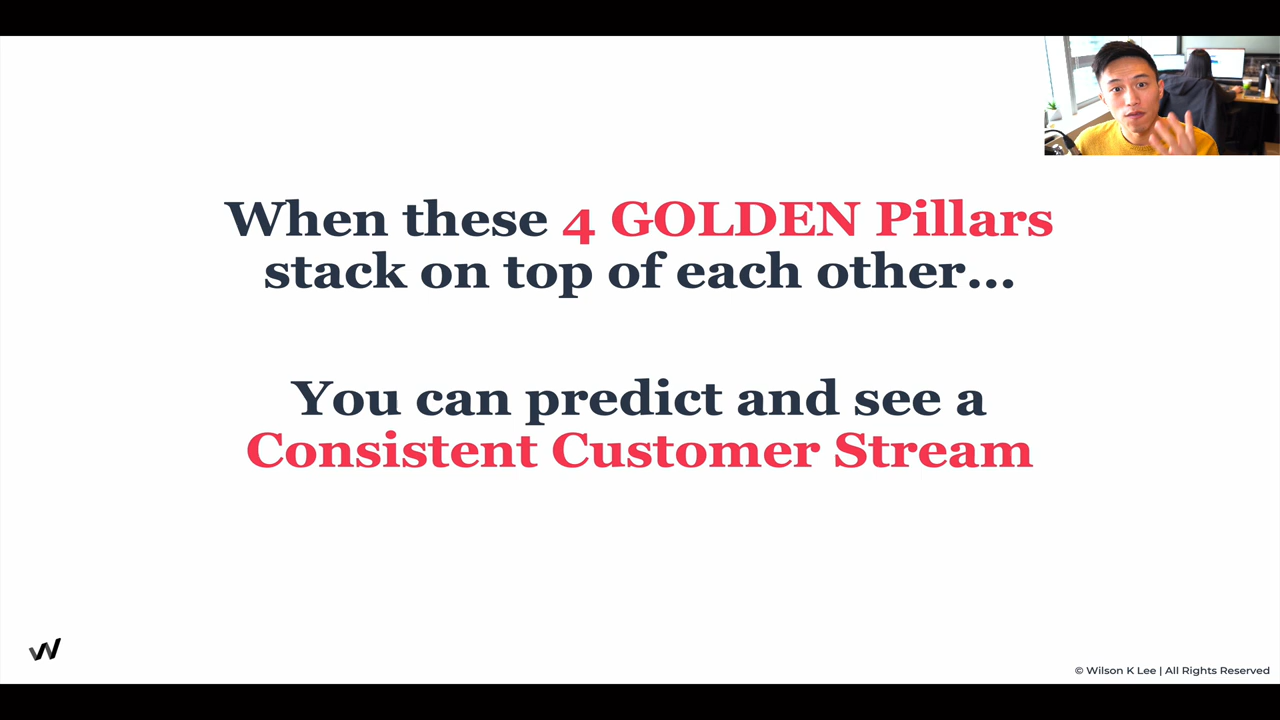 When these 4 GOLDEN Pillars
stack on top of each other...
You can predict and see a
Consistent Customer Stream
© Wilson K Lee | All Rights Reserved